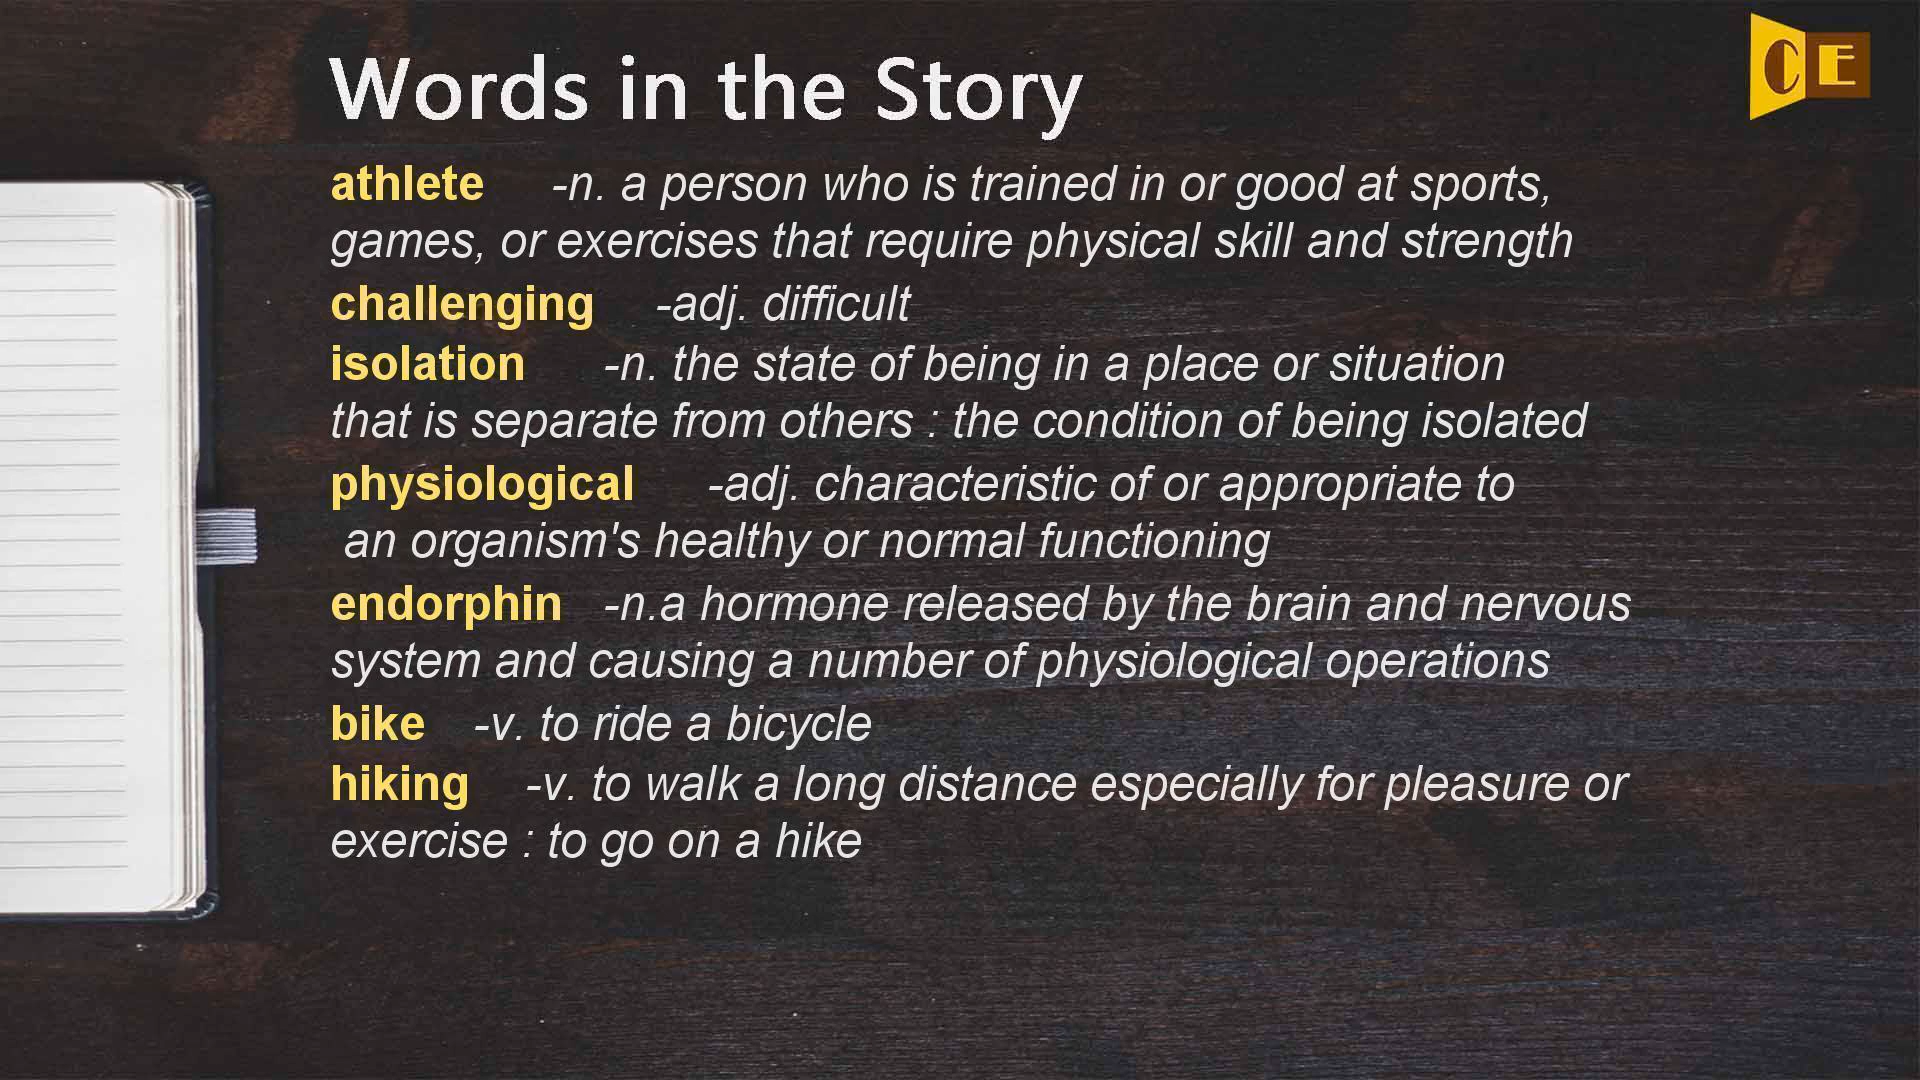 Words in the Story
CE
athlete -n. a person who is trained in or good at sports,
games, or exercises that require physical skill and strength
challenging -adj. difficult
isolation -n. the state of being in a place or situation
that is separate from others : the condition of being isolated
physiological -adj. characteristic of or appropriate to
an organism's healthy or normal functioning
endorphin -n.a hormone released by the brain and nervous
system and causing a number of physiological operations
bike -v. to ride a bicycle
hiking -v. to walk a long distance especially for pleasure or
exercise : to go on a hike